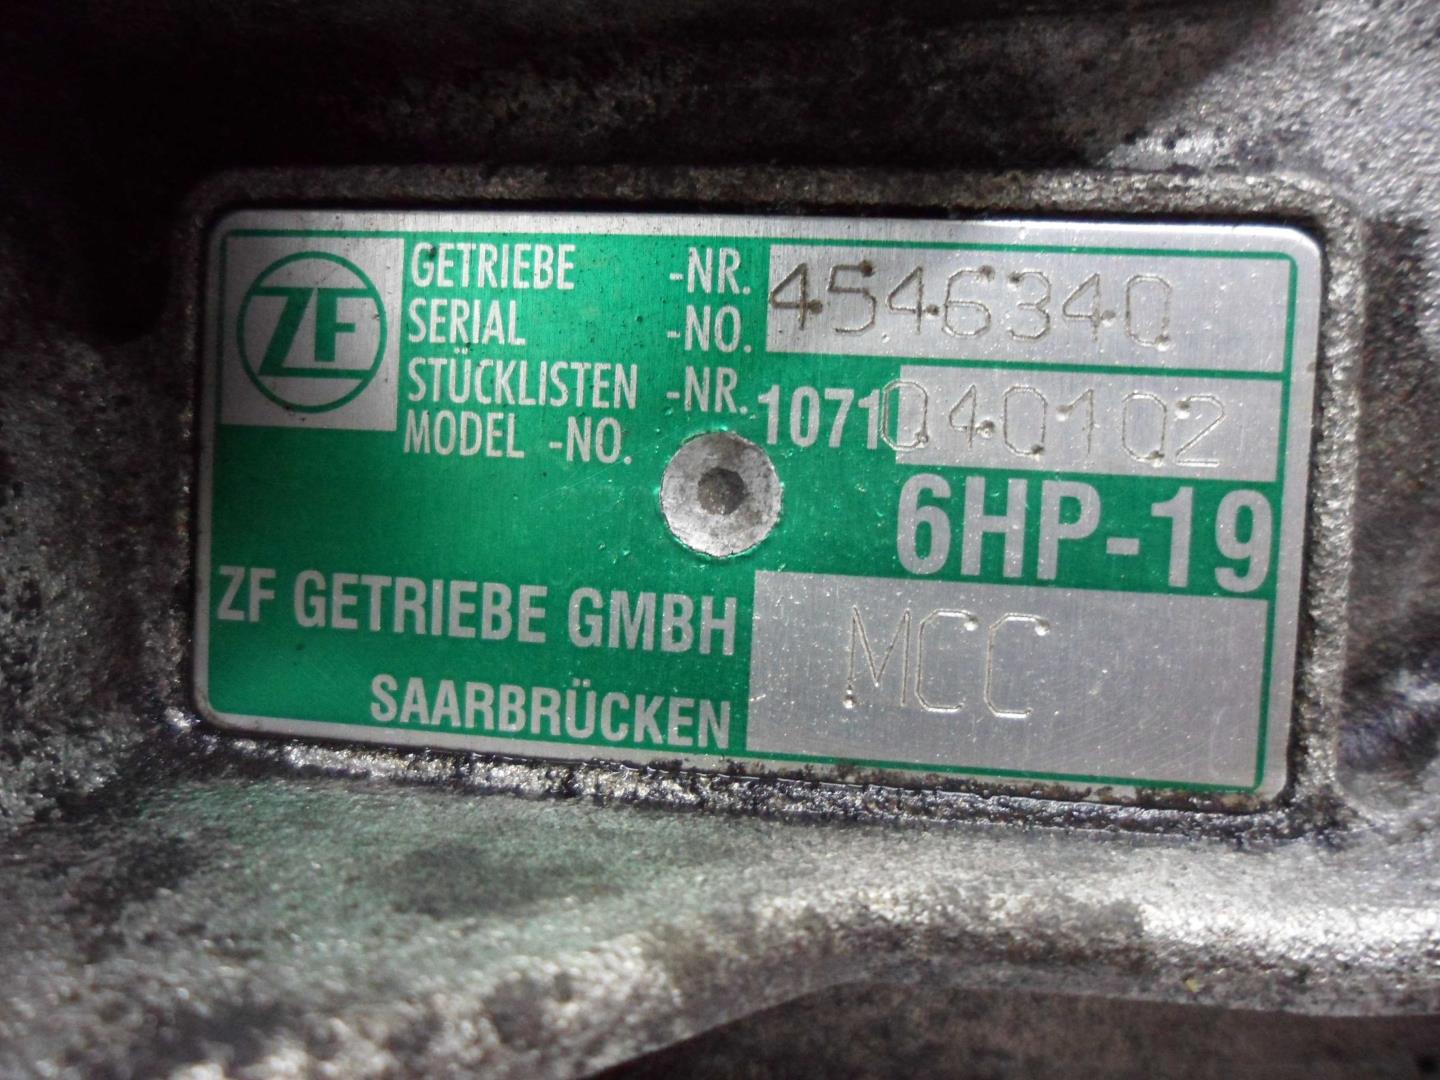 ZF
GETRIEBE -NR. 4546340
SERIAL -NO.
STÜCKLISTEN -NR. 1071040102
MODEL -NO.
6HP-19
ZF GETRIEBE GMBH MCC
SAARBRÜCKEN